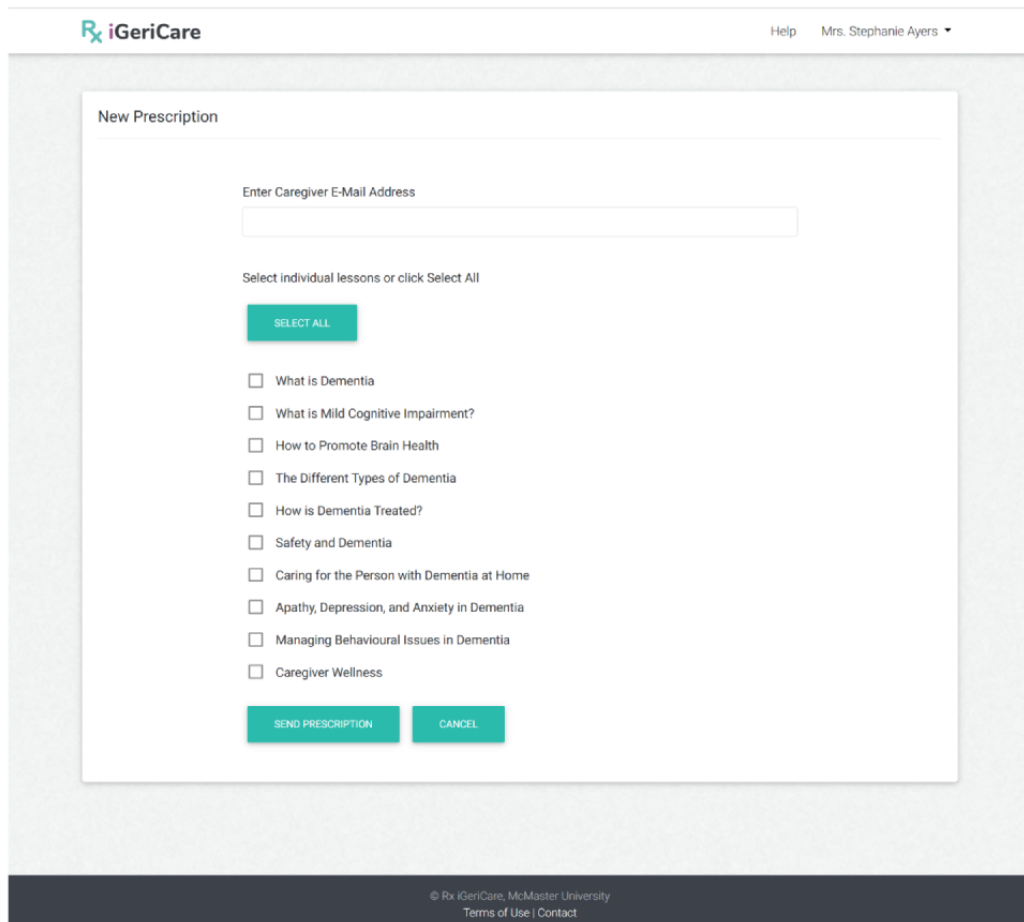 Rx iGeriCare
Help Mrs. Stephanie Ayers
New Prescription
Enter Caregiver E-Mail Address
Select individual lessons or click Select All
SELECT ALL
What is Dementia
What is Mild Cognitive Impairment?
How to Promote Brain Health
The Different Types of Dementia
How is Dementia Treated?
Safety and Dementia
Caring for the Person with Dementia at Home
Apathy, Depression, and Anxiety in Dementia
Managing Behavioural Issues in Dementia
Caregiver Wellness
SEND PRESCRIPTION CANCEL
© Rx iGeriCare, McMaster University
Terms of Use | Contact